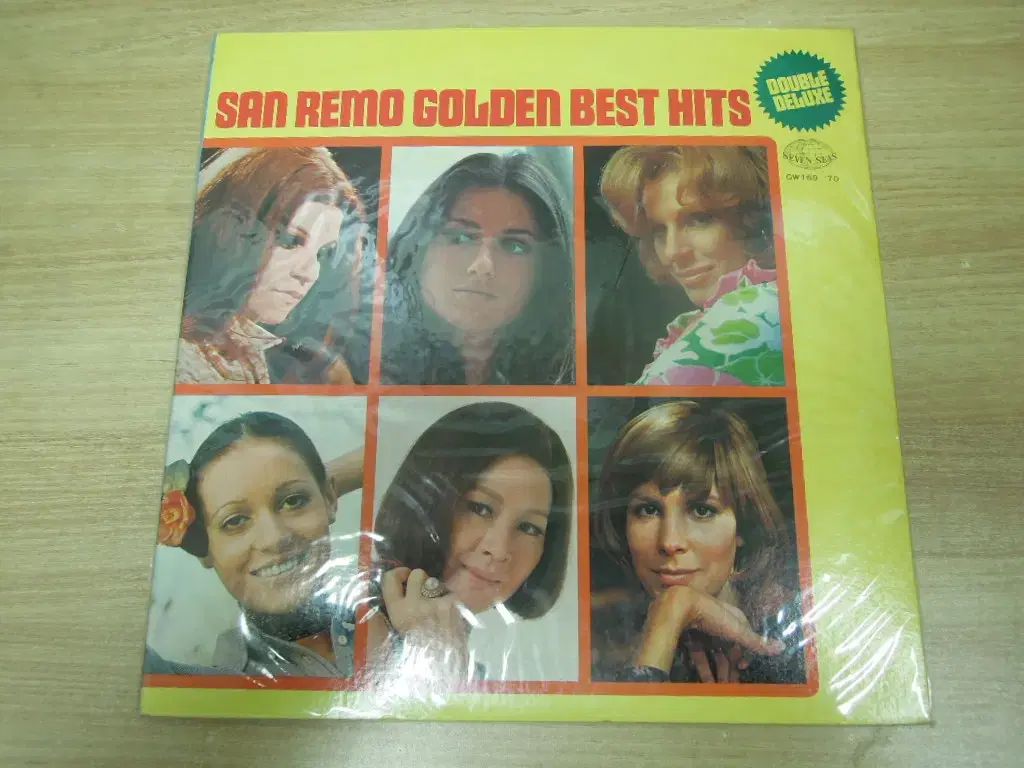 SAN REMO GOLDEN BEST HITS
DOUBLE
DELUXE
SEVEN SEAS
GW169 70